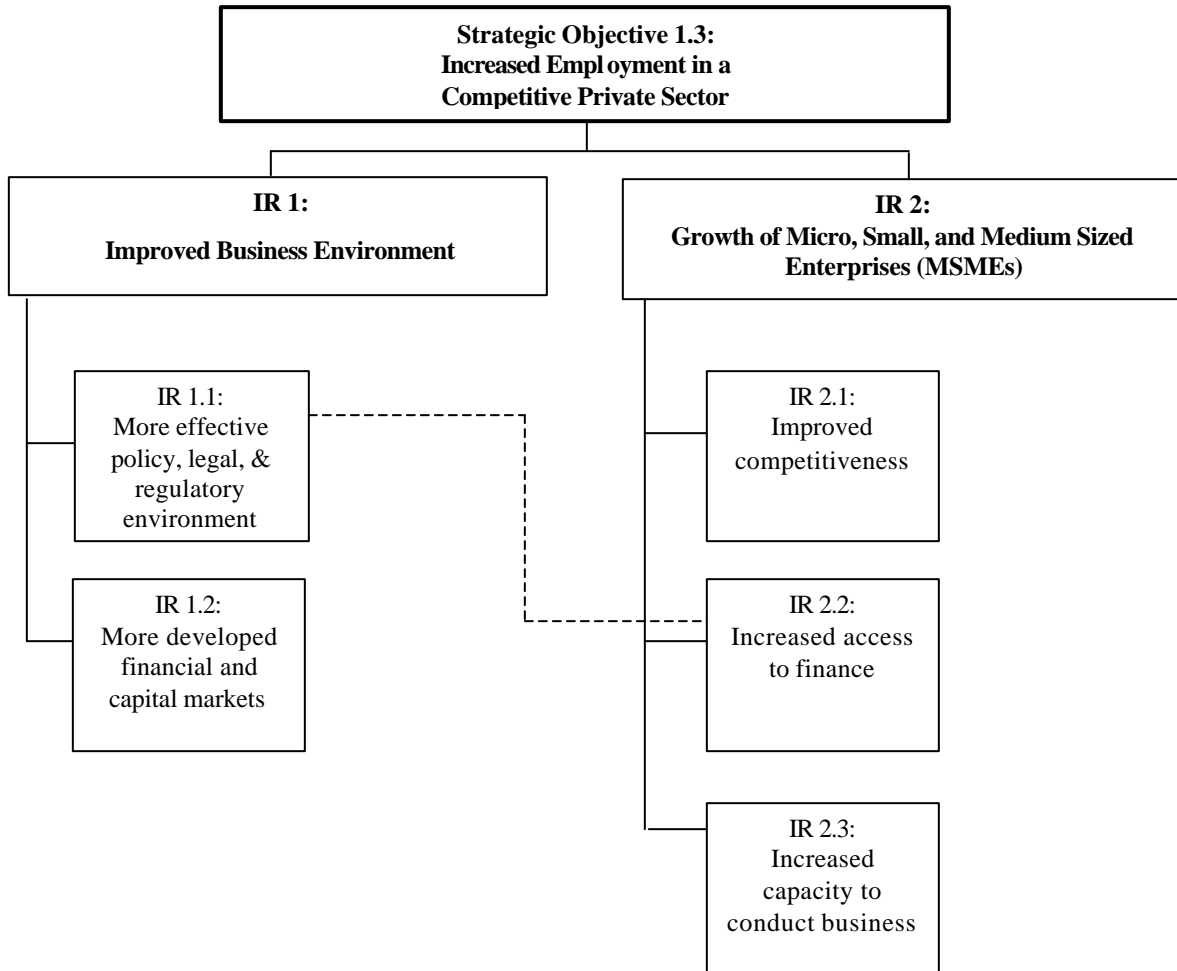 Strategic Objective 1.3:
Increased Employment in a
Competitive Private Sector
IR 1:
Improved Business Environment
IR 2:
Growth of Micro, Small, and Medium Sized
Enterprises (MSMEs)
IR 1.1:
More effective
policy, legal, &
regulatory
environment
IR 1.2:
More developed
financial and
capital markets
IR 2.1:
Improved
competitiveness
IR 2.2:
Increased access
to finance
IR 2.3:
Increased
capacity to
conduct business